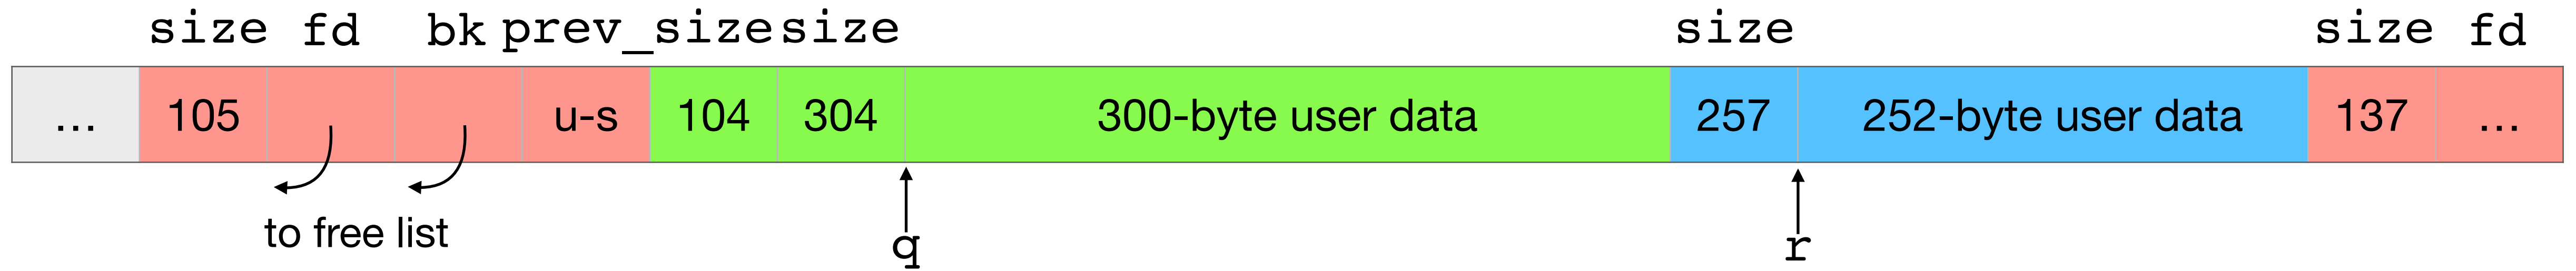 size fd bk prev_size size size size fd
... 105 u-s 104 304 300-byte user data 257 252-byte user data 137 ...
to free list
q r